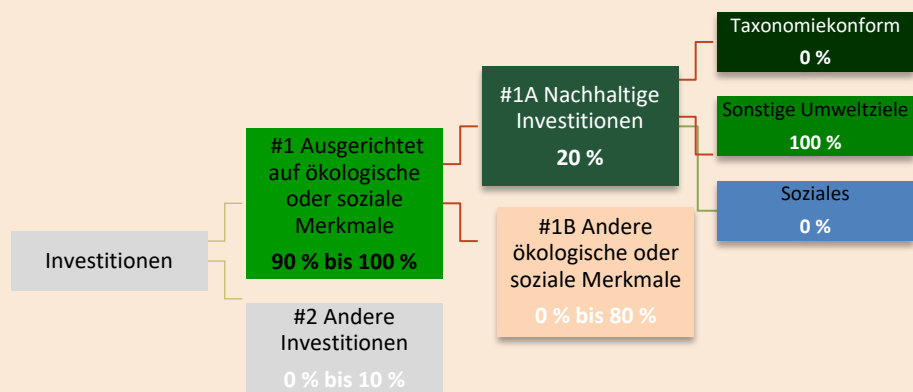 Investitionen
#1 Ausgerichtet
auf ökologische
oder soziale
Merkmale
90 % bis 100 %
#2 Andere
Investitionen
0 % bis 10 %
#1A Nachhaltige
Investitionen
20 %
#1B Andere
ökologische oder
soziale Merkmale
0 % bis 80 %
Taxonomiekonform
0 %
Sonstige Umweltziele
100 %
Soziales
0 %